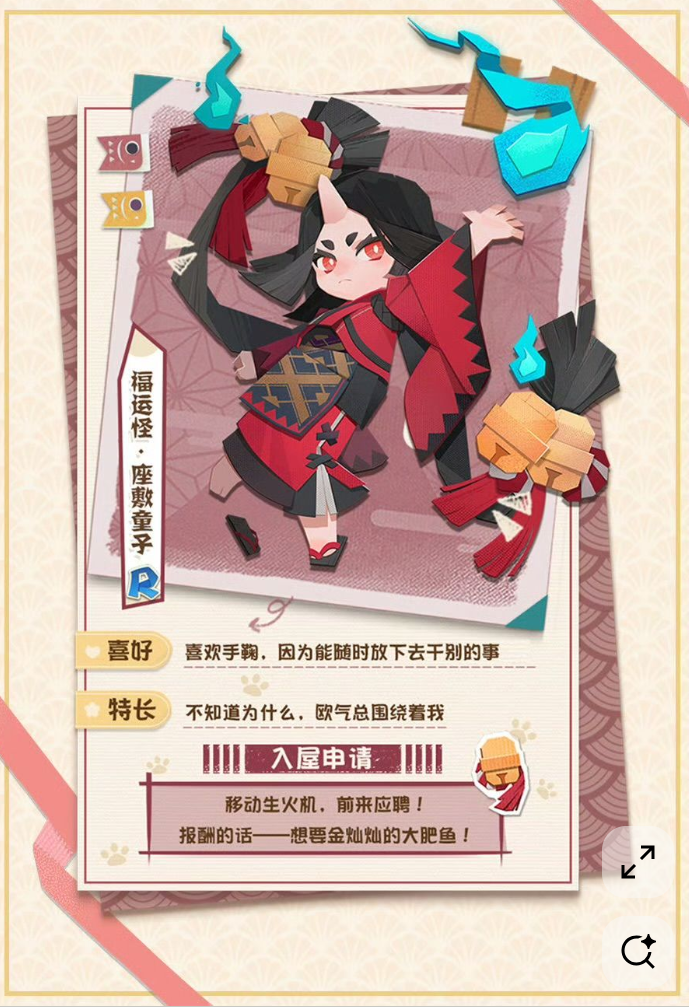 福运怪·座敷童子
R
喜好
喜欢手鞠，因为能随时放下去干别的事
特长
不知道为什么，欧气总围绕着我
入屋申请
移动生火机，前来应聘！
报酬的话——想要金灿灿的大肥鱼！